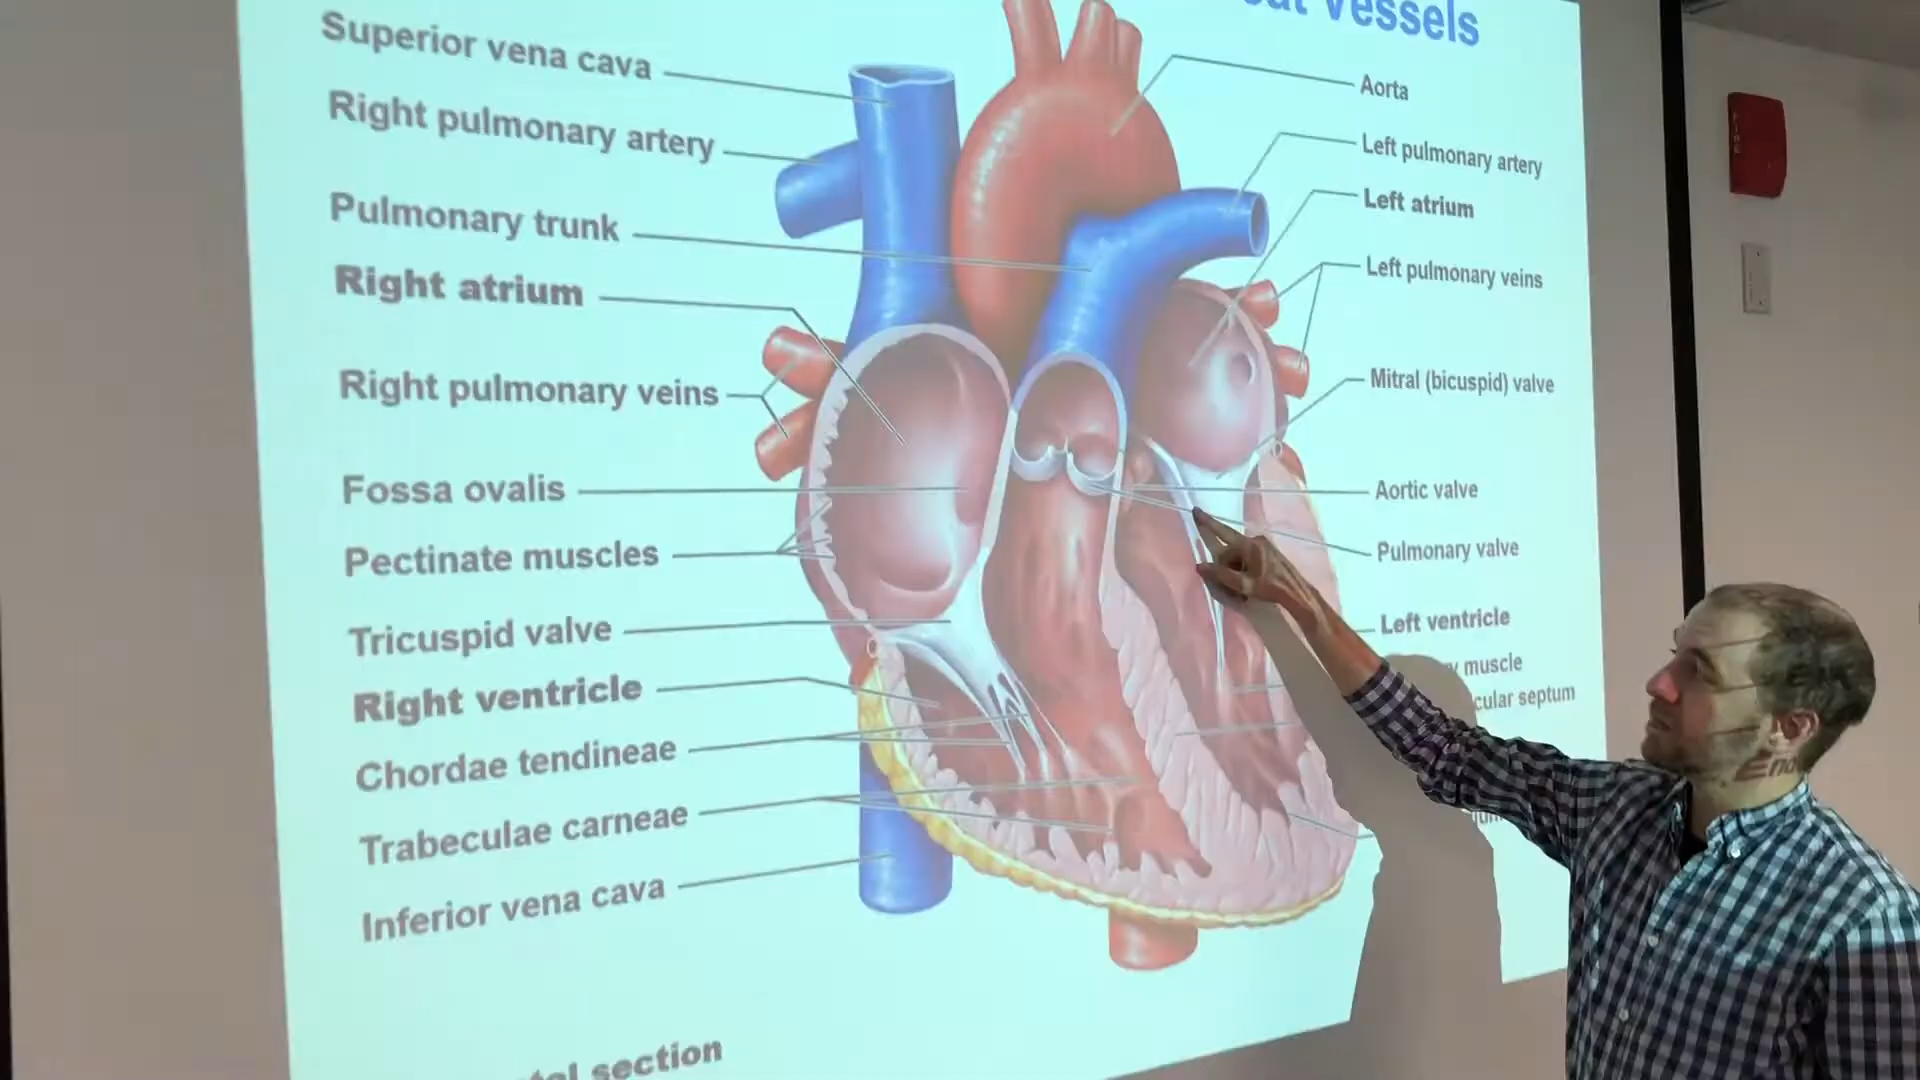 Vessels
Superior vena cava
Right pulmonary artery
Pulmonary trunk
Right atrium
Right pulmonary veins
Fossa ovalis
Pectinate muscles
Tricuspid valve
Right ventricle
Chordae tendineae
Trabeculae carneae
Inferior vena cava
section
Aorta
Left pulmonary artery
Left atrium
Left pulmonary veins
Mitral (bicuspid) valve
Aortic valve
Pulmonary valve
Left ventricle
muscle
septum
FIRE